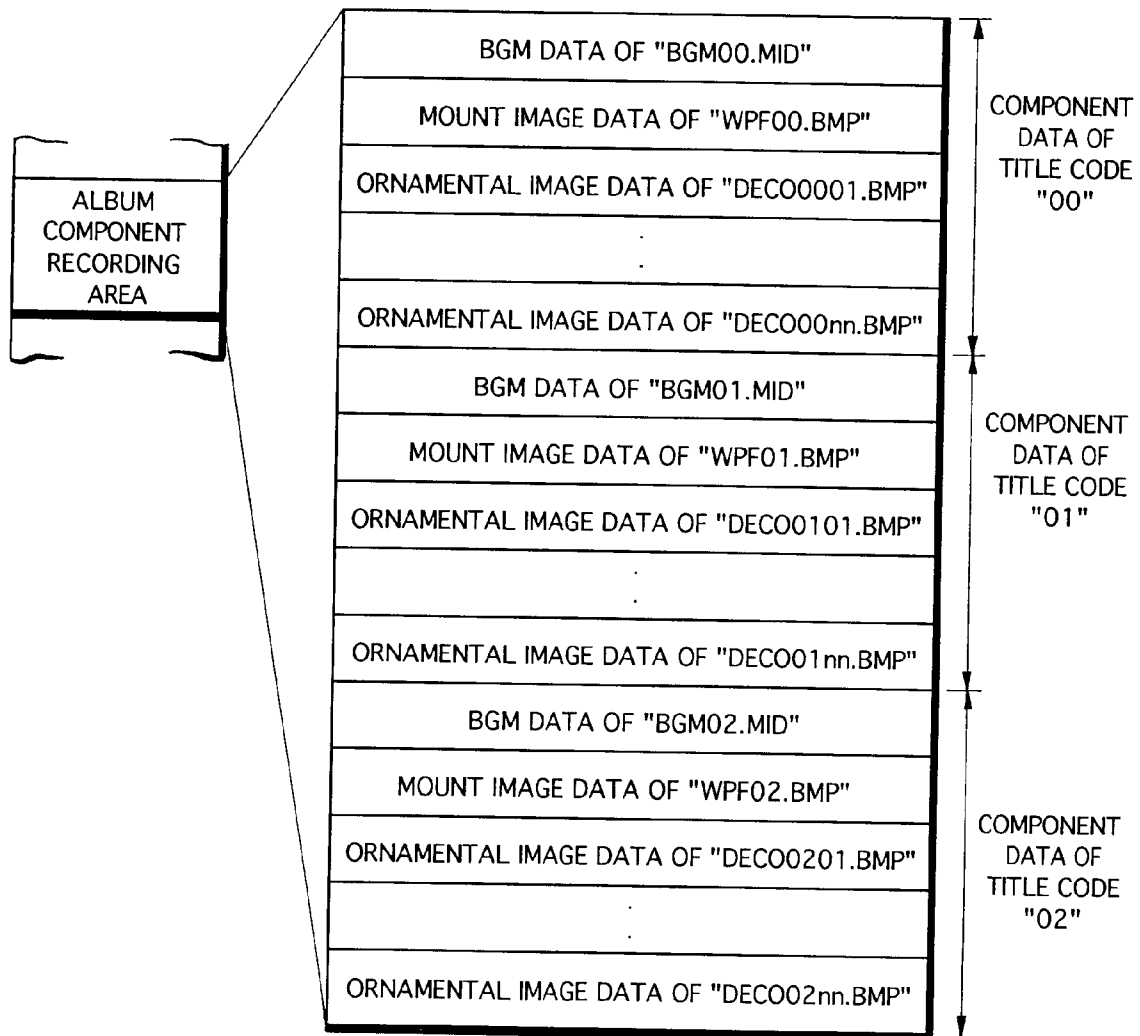 BGM DATA OF "BGM00.MID"
MOUNT IMAGE DATA OF "WPF00.BMP"
ORNAMENTAL IMAGE DATA OF "DECO0001.BMP"
:
ORNAMENTAL IMAGE DATA OF "DECO00nn.BMP"
COMPONENT
DATA OF
TITLE CODE
"00"
ALBUM
COMPONENT
RECORDING
AREA
BGM DATA OF "BGM01.MID"
MOUNT IMAGE DATA OF "WPF01.BMP"
ORNAMENTAL IMAGE DATA OF "DECO0101.BMP"
:
ORNAMENTAL IMAGE DATA OF "DECO01nn.BMP"
COMPONENT
DATA OF
TITLE CODE
"01"
BGM DATA OF "BGM02.MID"
MOUNT IMAGE DATA OF "WPF02.BMP"
ORNAMENTAL IMAGE DATA OF "DECO0201.BMP"
:
ORNAMENTAL IMAGE DATA OF "DECO02nn.BMP"
COMPONENT
DATA OF
TITLE CODE
"02"